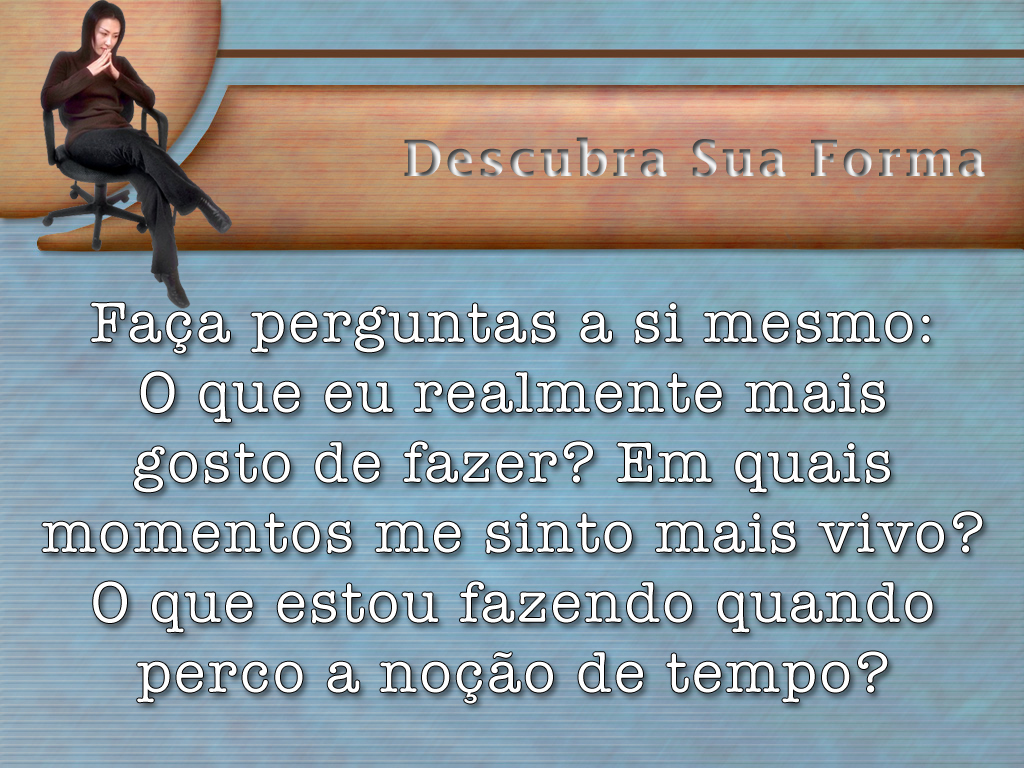 Descubra Sua Forma
Faça perguntas a si mesmo:
O que eu realmente mais
gosto de fazer? Em quais
momentos me sinto mais vivo?
O que estou fazendo quando
perco a noção de tempo?